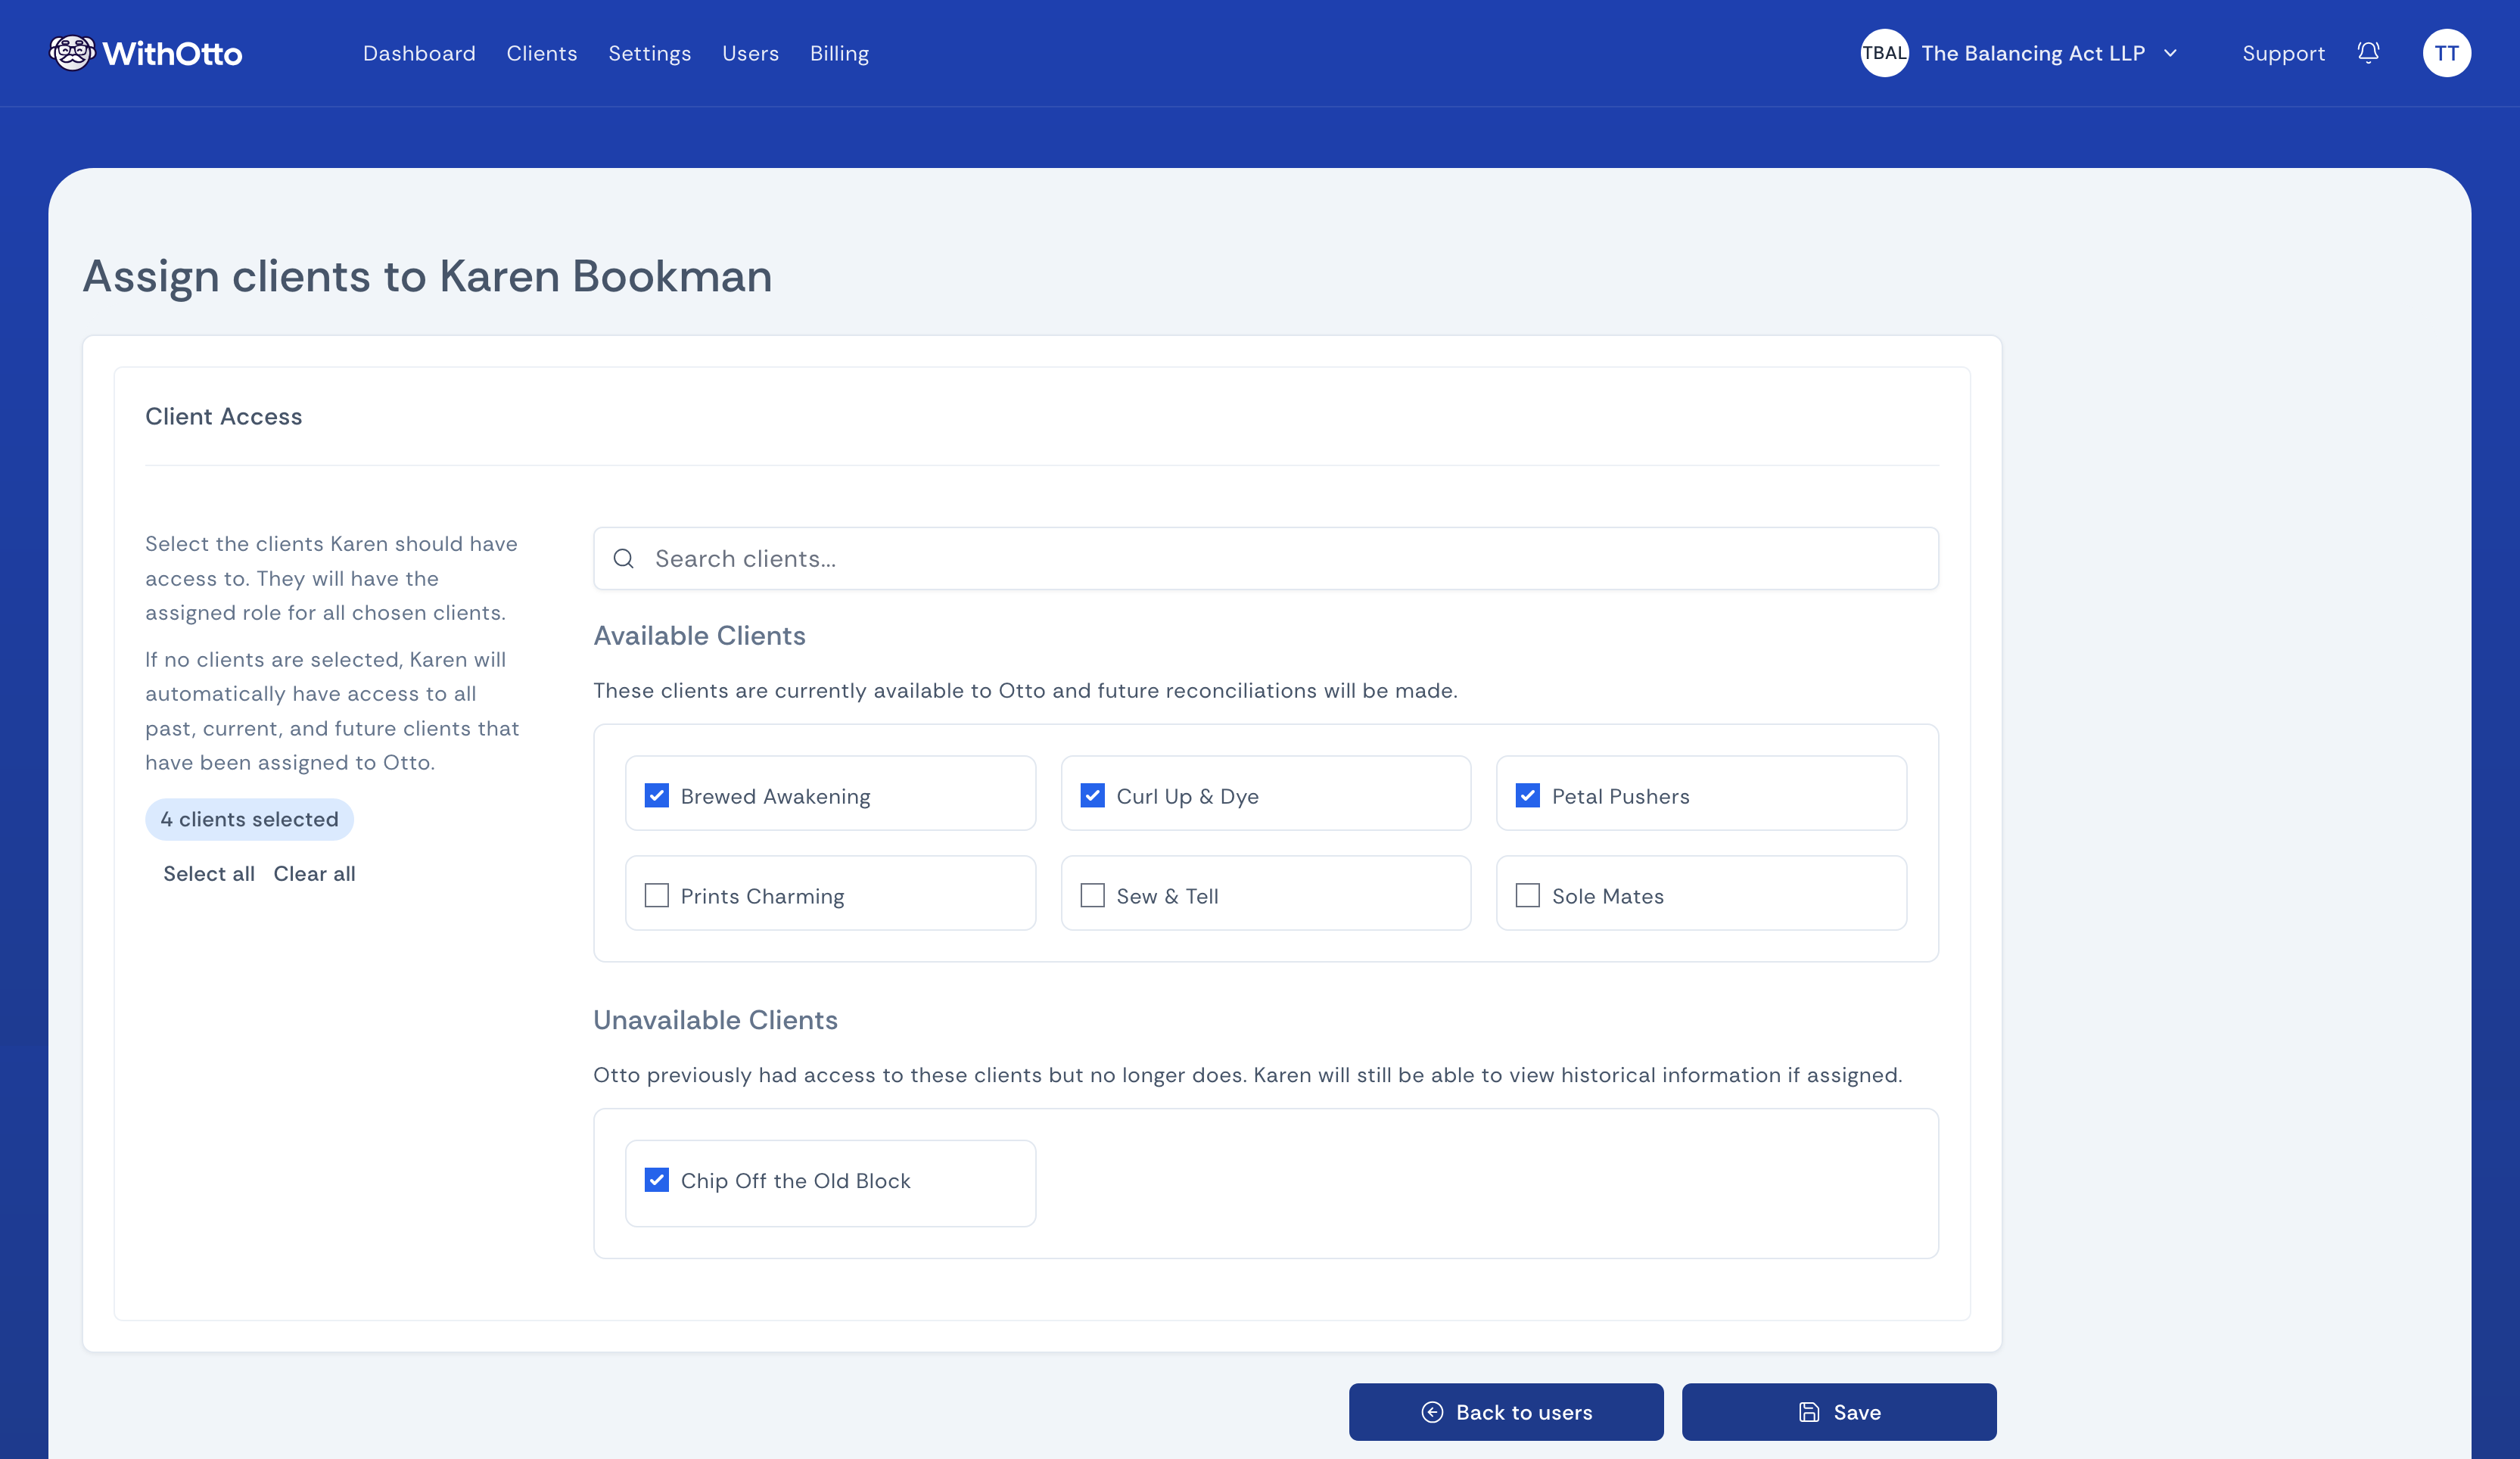 WithOtto
Dashboard Clients Settings Users Billing
TBAL The Balancing Act LLP
Support
TT
Assign clients to Karen Bookman
Client Access
Select the clients Karen should have
access to. They will have the
assigned role for all chosen clients.
If no clients are selected, Karen will
automatically have access to all
past, current, and future clients that
have been assigned to Otto.
4 clients selected
Select all Clear all
Search clients...
Available Clients
These clients are currently available to Otto and future reconciliations will be made.
Brewed Awakening
Curl Up & Dye
Petal Pushers
Prints Charming
Sew & Tell
Sole Mates
Unavailable Clients
Otto previously had access to these clients but no longer does. Karen will still be able to view historical information if assigned.
Chip Off the Old Block
Back to users
Save